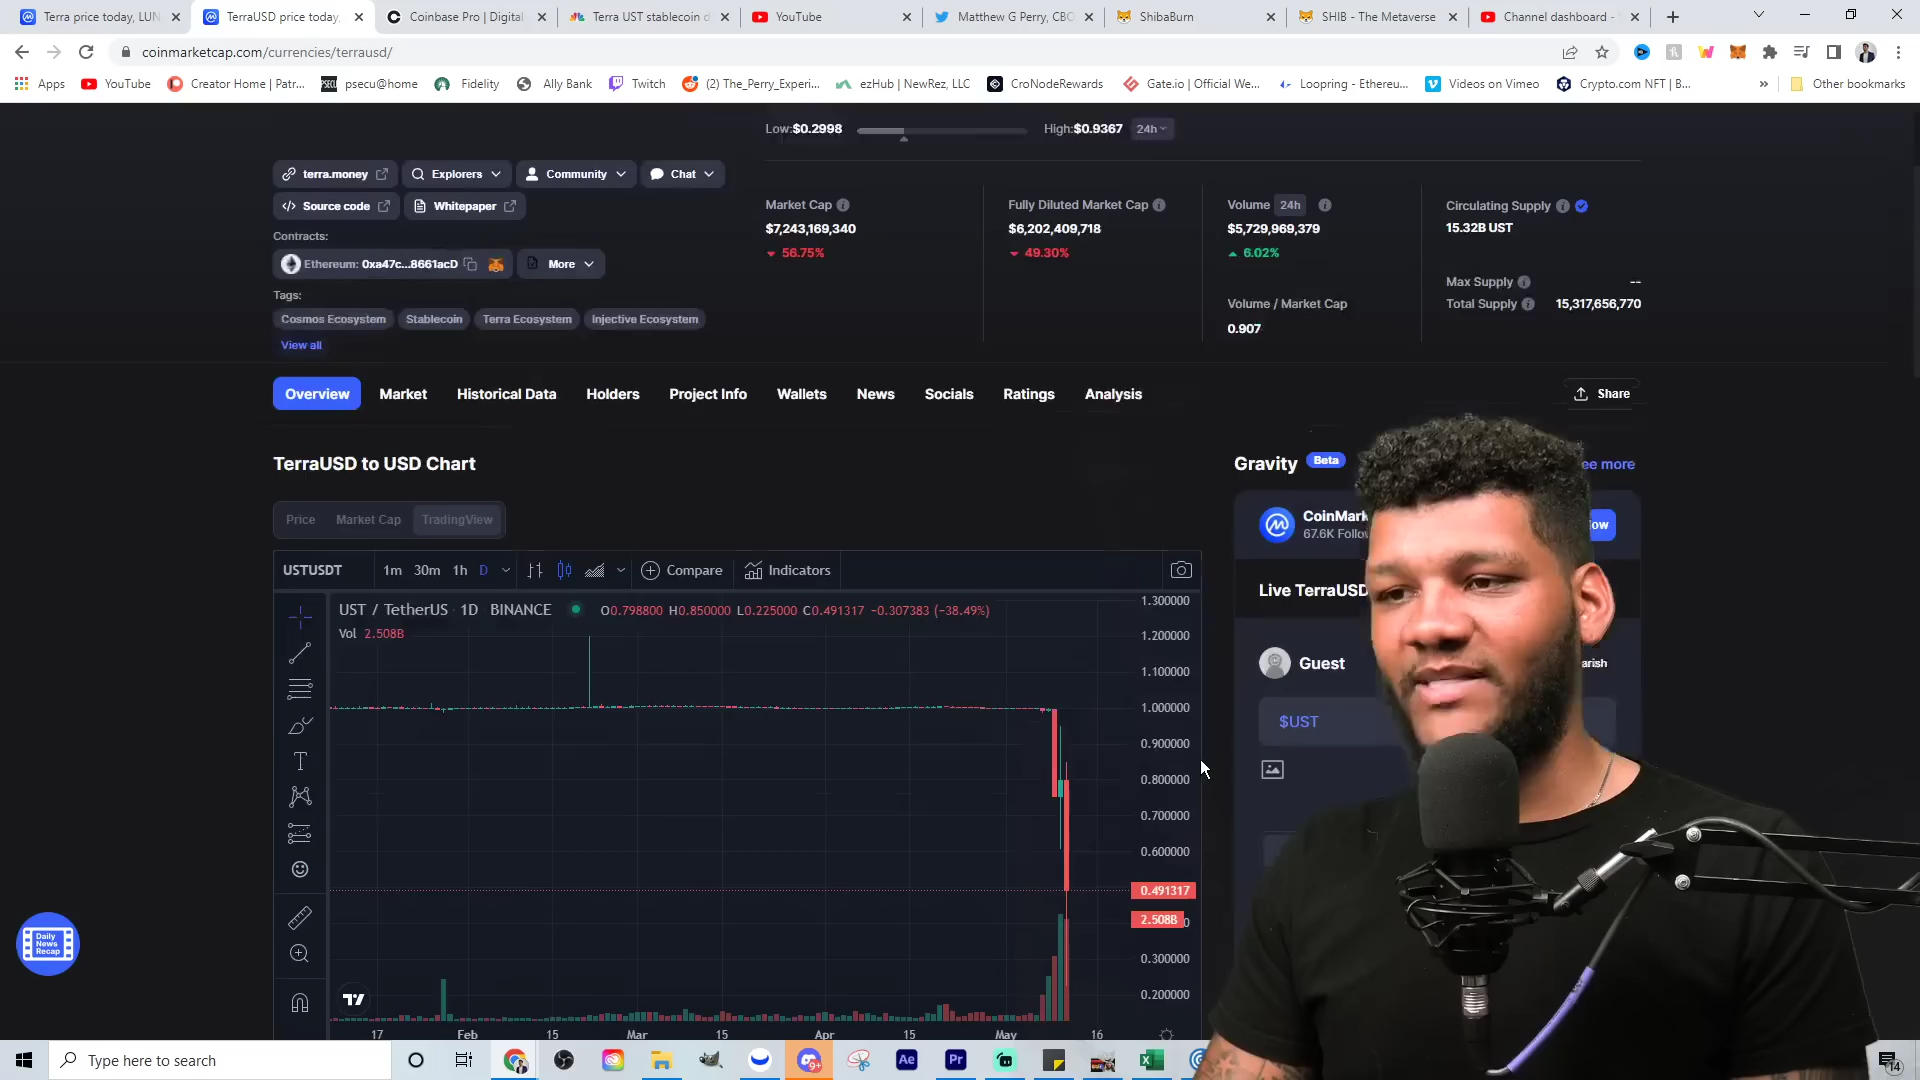 Terra price today, LUN
TerraUSD price today,
Coinbase Pro | Digital
Terra UST stablecoin d
YouTube
Matthew G Perry, CBC
ShibaBurn
SHIB - The Metaverse
Channel dashboard -
coinmarketcap.com/currencies/terrausd/
Apps
YouTube
Creator Home | Patr...
psecu@home
Fidelity
Ally Bank
Twitch
(2) The_Perry_Experi...
ezHub | NewRez, LLC
CroNodeRewards
Gate.io | Official We...
Loopring - Ethereu...
Videos on Vimeo
Crypto.com NFT | B...
Other bookmarks
Low:$0.2998
High:$0.9367
24h
terra.money
Explorers
Community
Chat
Source code
Whitepaper
Contracts:
Ethereum: 0xa47c...8661acD
More
Tags:
Cosmos Ecosystem
Stablecoin
Terra Ecosystem
Injective Ecosystem
View all
Market Cap
$7,243,169,340
56.75%
Fully Diluted Market Cap
$6,202,409,718
49.30%
Volume 24h
$5,729,969,379
6.02%
Volume / Market Cap
0.907
Circulating Supply
15.32B UST
Max Supply --
Total Supply 15,317,656,770
Overview
Market
Historical Data
Holders
Project Info
Wallets
News
Socials
Ratings
Analysis
Share
TerraUSD to USD Chart
Price
Market Cap
TradingView
USTUSDT
1m 30m 1h D
Compare
Indicators
UST / TetherUS 1D BINANCE
O0.798800 H0.850000 L0.225000 C0.491317 -0.307383 (-38.49%)
Vol 2.508B
1.300000
1.200000
1.100000
1.000000
0.900000
0.800000
0.700000
0.600000
0.491317
2.508B
0.300000
0.200000
17 Feb 15 Mar 15 Apr 15 May 16
Gravity Beta
ee more
CoinMark
67.6K Follo
ow
Live TerraUSD
Guest
arish
$UST
Daily
News
Recap
Type here to search
9+
Ae
Pr
14